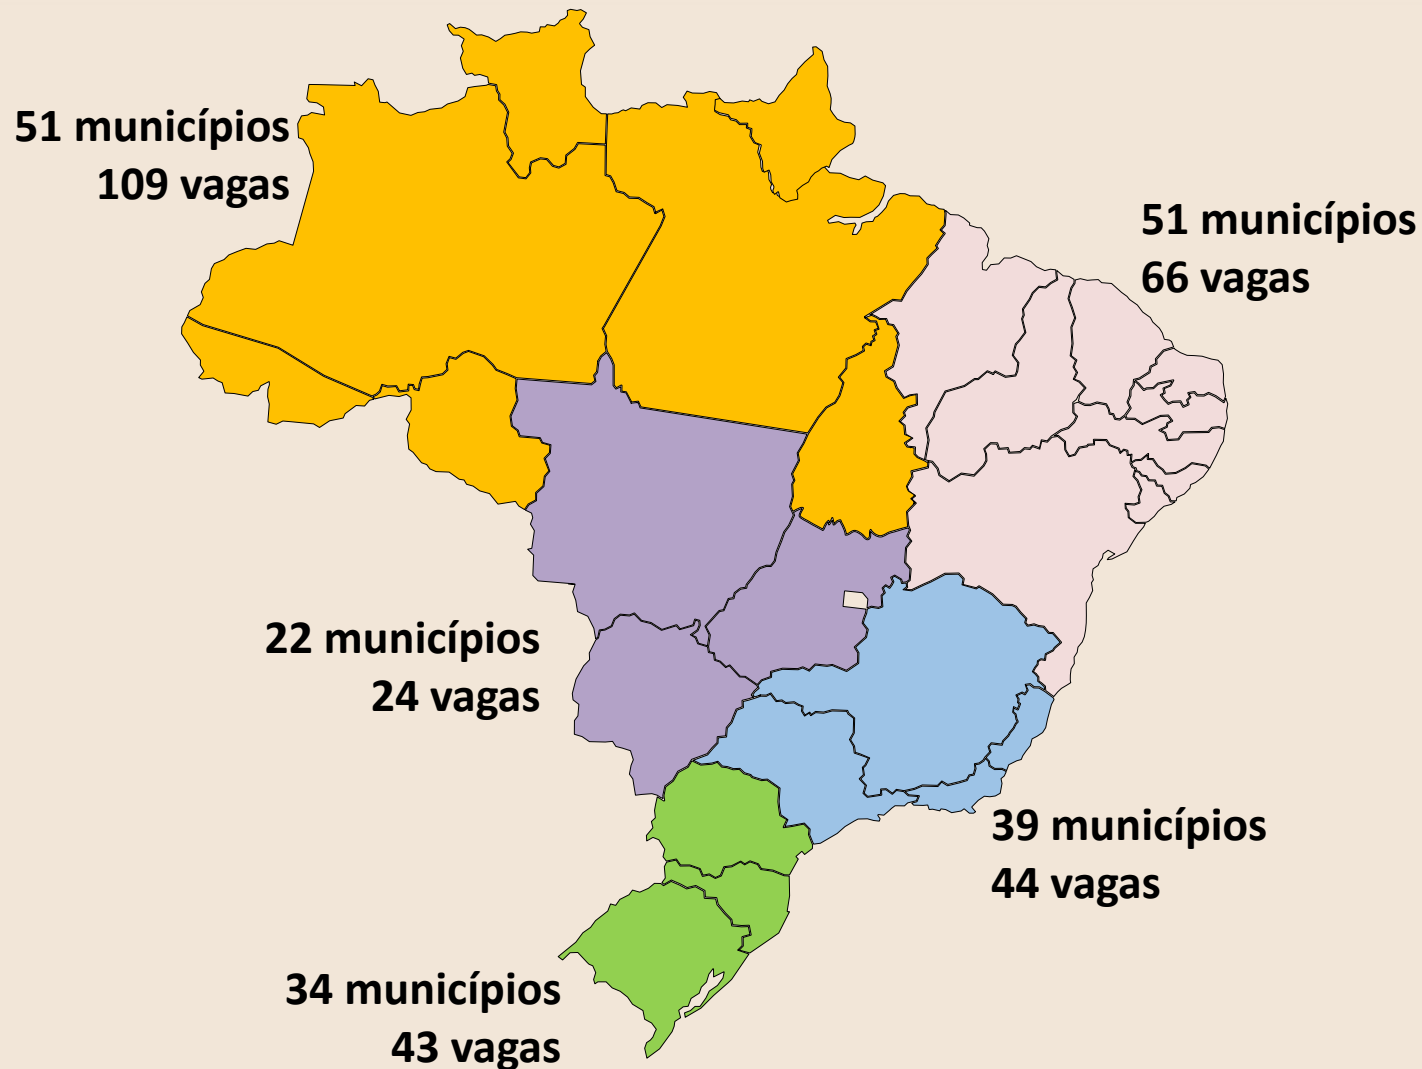 51 municípios
109 vagas
51 municípios
66 vagas
22 municípios
24 vagas
39 municípios
44 vagas
34 municípios
43 vagas